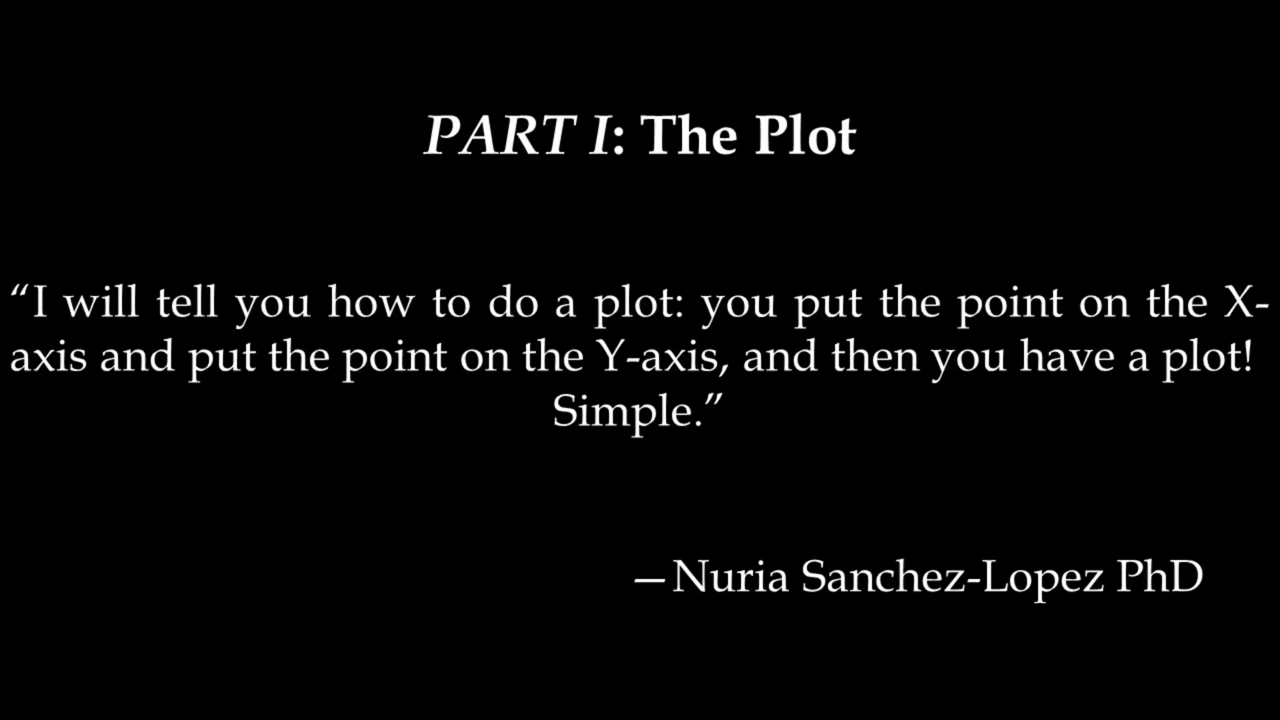 PART I: The Plot
“I will tell you how to do a plot: you put the point on the X-
axis and put the point on the Y-axis, and then you have a plot!
Simple.”
—Nuria Sanchez-Lopez PhD